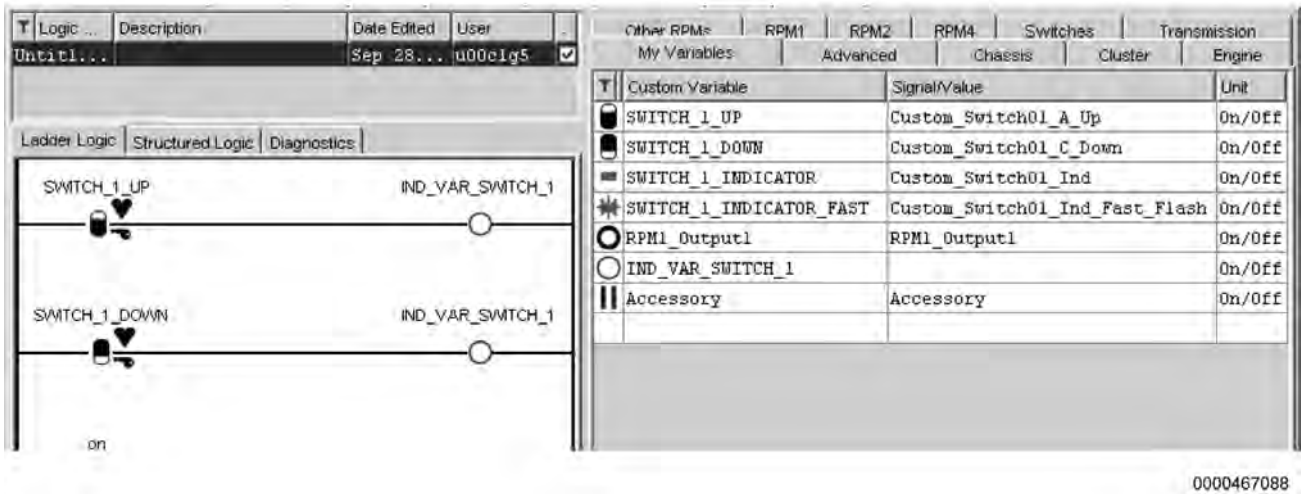 T Logic ... Description Date Edited User .
Untitl... Sep 28... u00clg5
Ladder Logic Structured Logic Diagnostics
SWITCH_1_UP IND_VAR_SWITCH_1
SWITCH_1_DOWN IND_VAR_SWITCH_1
on
Other RPMs RPM1 RPM2 RPM4 Switches Transmission
My Variables Advanced Chassis Cluster Engine
T Custom Variable Signal/Value Unit
SWITCH_1_UP Custom_Switch01_A_Up On/Off
SWITCH_1_DOWN Custom_Switch01_C_Down On/Off
SWITCH_1_INDICATOR Custom_Switch01_Ind On/Off
SWITCH_1_INDICATOR_FAST Custom_Switch01_Ind_Fast_Flash On/Off
RPM1_Output1 RPM1_Output1 On/Off
IND_VAR_SWITCH_1 On/Off
Accessory Accessory On/Off
0000467088